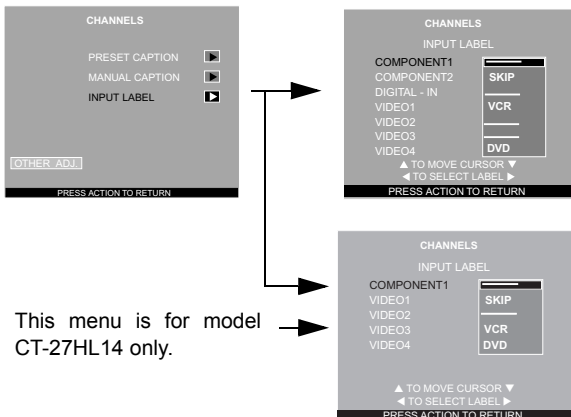 CHANNELS
PRESET CAPTION
MANUAL CAPTION
INPUT LABEL
OTHER ADJ.
PRESS ACTION TO RETURN
CHANNELS
INPUT LABEL
COMPONENT1
COMPONENT2 SKIP
DIGITAL - IN
VIDEO1 VCR
VIDEO2
VIDEO3
VIDEO4 DVD
▲ TO MOVE CURSOR ▼
◀ TO SELECT LABEL ▶
PRESS ACTION TO RETURN
CHANNELS
INPUT LABEL
COMPONENT1
VIDEO1 SKIP
VIDEO2
VIDEO3 VCR
VIDEO4 DVD
▲ TO MOVE CURSOR ▼
◀ TO SELECT LABEL ▶
PRESS ACTION TO RETURN
This menu is for model
CT-27HL14 only.